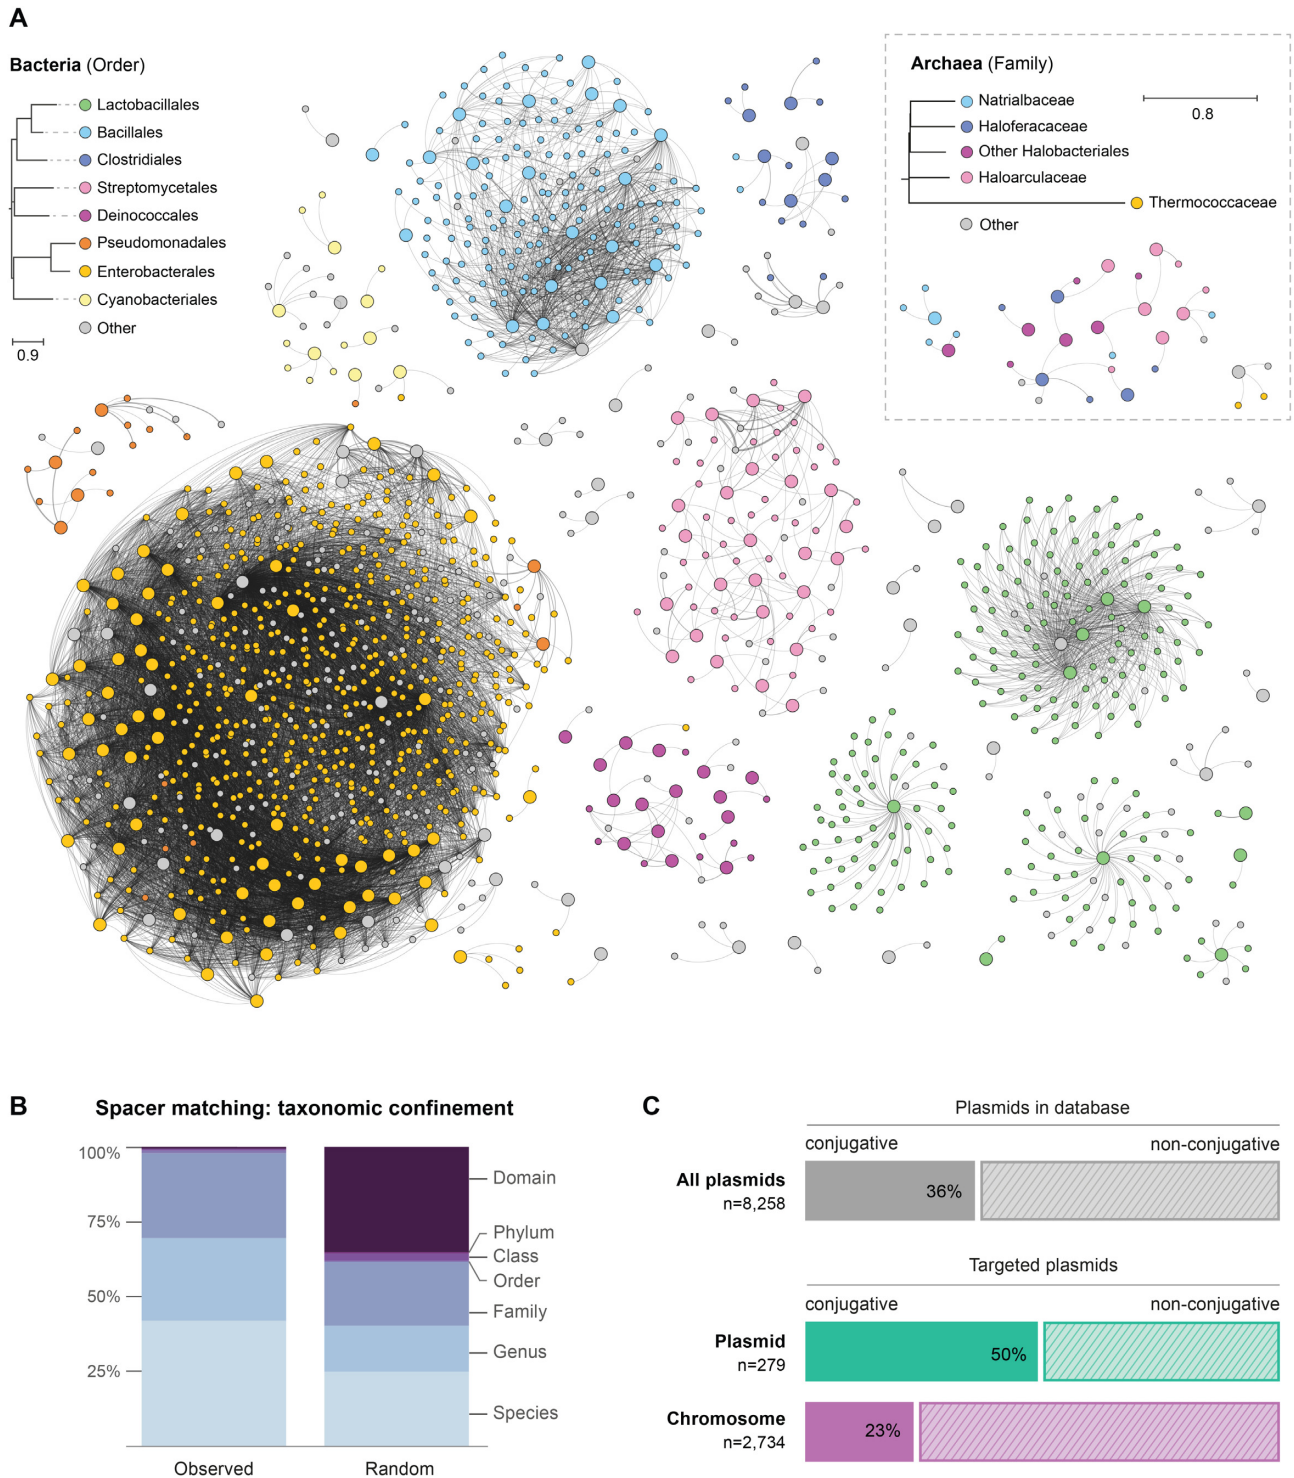 A
Bacteria (Order)
Lactobacillales
Bacillales
Clostridiales
Streptomycetales
Deinococcales
Pseudomonadales
Enterobacterales
Cyanobacteriales
Other
0.9
Archaea (Family)
Natrialbaceae
Haloferacaceae
Other Halobacteriales
Haloarculaceae
Thermococcaceae
Other
0.8
B
Spacer matching: taxonomic confinement
100%
75%
50%
25%
Domain
Phylum
Class
Order
Family
Genus
Species
Observed
Random
C
Plasmids in database
conjugative non-conjugative
All plasmids
n=8,258
36%
Targeted plasmids
conjugative non-conjugative
Plasmid
n=279
50%
Chromosome
n=2,734
23%